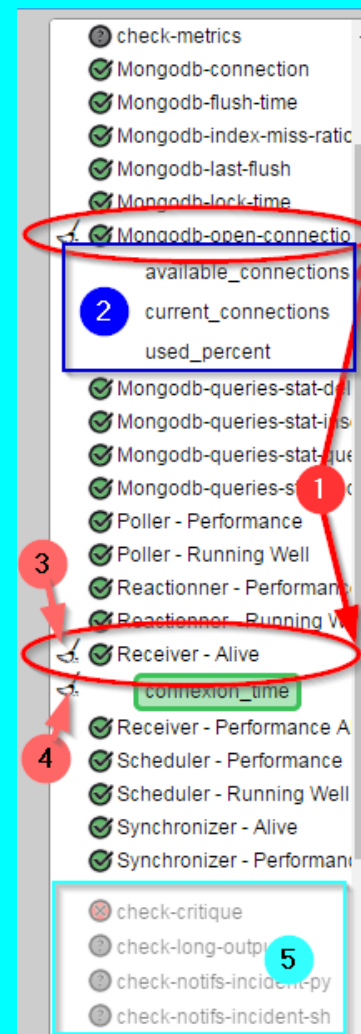 check-metrics
Mongodb-connection
Mongodb-flush-time
Mongodb-index-miss-ratio
Mongodb-last-flush
Mongodb-lock-time
Mongodb-open-connectio
available_connections
2
current_connections
used_percent
Mongodb-queries-stat-del
Mongodb-queries-stat-inse
Mongodb-queries-stat-que
Mongodb-queries-s
1
Poller - Performance
Poller - Running Well
3
Reactionner - Performanc
Reactionner - Running W
Receiver - Alive
connexion_time
4
Receiver - Performance A
Scheduler - Performance
Scheduler - Running Well
Synchronizer - Alive
Synchronizer - Performanc
check-critique
check-long-outpu
5
check-notifs-incident-py
check-notifs-incident-sh